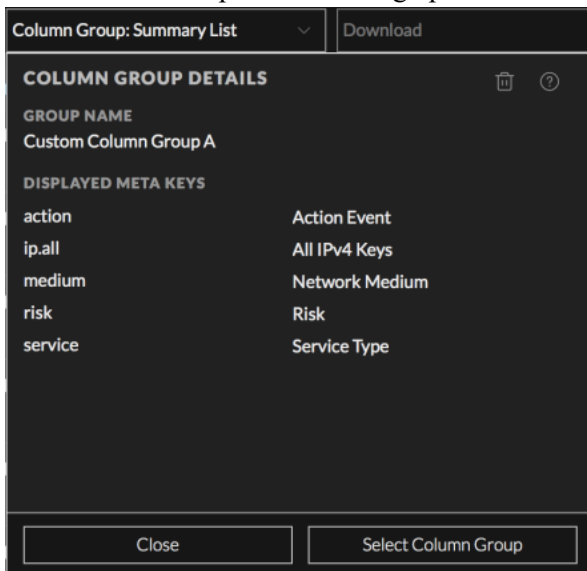 Column Group: Summary List Download
COLUMN GROUP DETAILS
GROUP NAME
Custom Column Group A
DISPLAYED META KEYS
action Action Event
ip.all All IPv4 Keys
medium Network Medium
risk Risk
service Service Type
Close Select Column Group